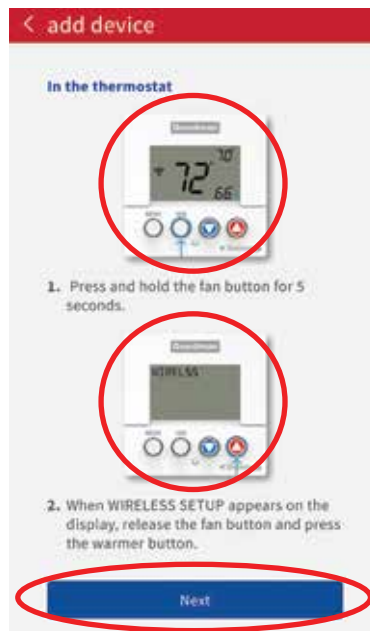 < add device
In the thermostat
72
70
66
1. Press and hold the fan button for 5
seconds.
WIRELSS
2. When WIRELESS SETUP appears on the
display, release the fan button and press
the warmer button.
Next